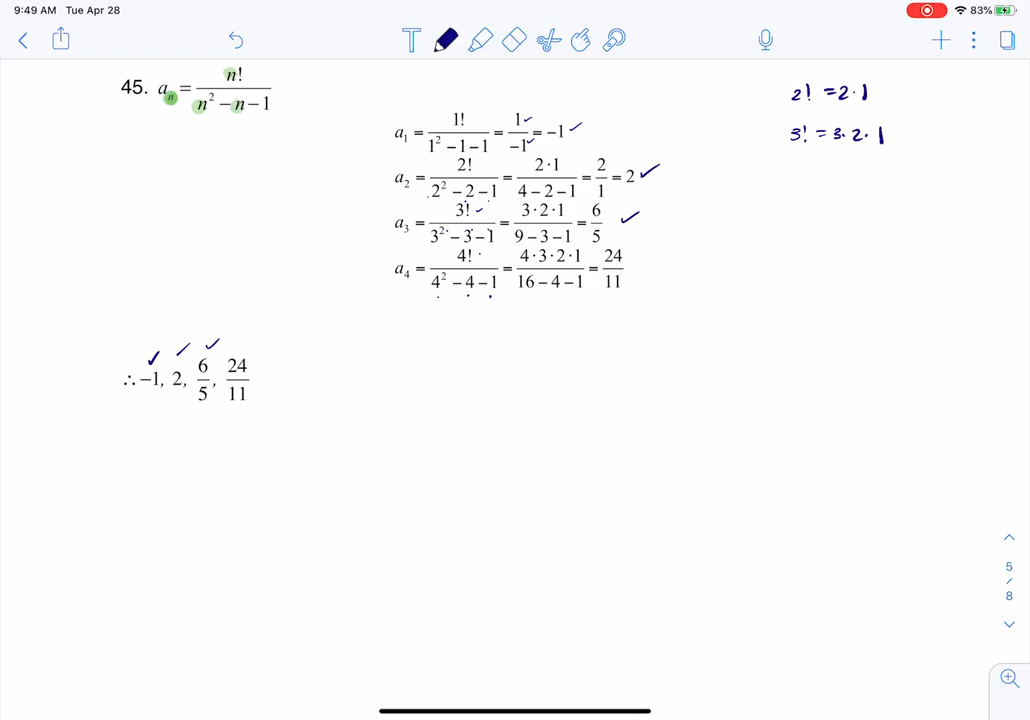 9:49 AM Tue Apr 28 83%
T
45. aₙ = n! / (n² − n − 1)
2! = 2 · 1
a₁ = 1! / (1² − 1 − 1) = 1 / −1 = −1 ✓
3! = 3 · 2 · 1
a₂ = 2! / (2² − 2 − 1) = (2 · 1) / (4 − 2 − 1) = 2 / 1 = 2 ✓
a₃ = 3! / (3² − 3 − 1) = (3 · 2 · 1) / (9 − 3 − 1) = 6 / 5 ✓
a₄ = 4! / (4² − 4 − 1) = (4 · 3 · 2 · 1) / (16 − 4 − 1) = 24 / 11
∴ −1, 2, 6/5, 24/11
5
/
8